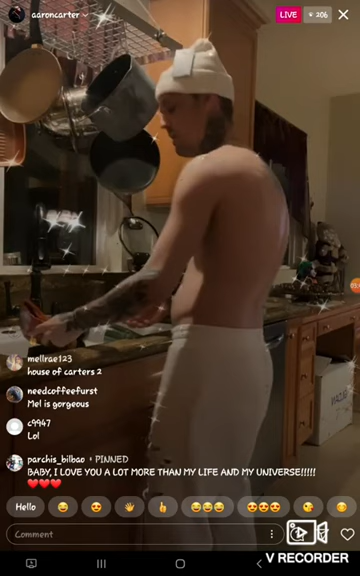 aaroncarter
LIVE
206
mellrae123
house of carters 2
needcoffeefurst
Mel is gorgeous
c9947
Lol
parchis_bilbao • PINNED
BABY, I LOVE YOU A LOT MORE THAN MY LIFE AND MY UNIVERSE!!!!!
❤️❤️❤️
Hello
Comment
V RECORDER